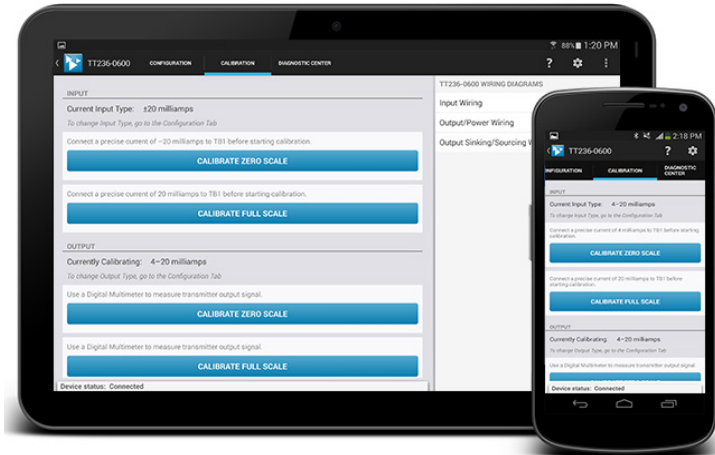 88% 1:20 PM
TT236-0600 CONFIGURATION CALIBRATION DIAGNOSTIC CENTER ?
INPUT
Current Input Type: ±20 milliamps
To change Input Type, go to the Configuration Tab
Connect a precise current of -20 milliamps to TB1 before starting calibration.
CALIBRATE ZERO SCALE
Connect a precise current of 20 milliamps to TB1 before starting calibration.
CALIBRATE FULL SCALE
OUTPUT
Currently Calibrating: 4-20 milliamps
To change Output Type, go to the Configuration Tab
Use a Digital Multimeter to measure transmitter output signal.
CALIBRATE ZERO SCALE
Use a Digital Multimeter to measure transmitter output signal.
CALIBRATE FULL SCALE
Device status: Connected
TT236-0600 WIRING DIAGRAMS
Input Wiring
Output/Power Wiring
Output Sinking/Sourcing W
2:18 PM
TT236-0600 ?
NFIGURATION CALIBRATION DIAGNOSTIC
CENTER
INPUT
Current Input Type: 4-20 milliamps
To change Input Type, go to the Configuration Tab
Connect a precise current of 4 milliamps to TB1 before starting
calibration.
CALIBRATE ZERO SCALE
Connect a precise current of 20 milliamps to TB1 before
starting calibration.
CALIBRATE FULL SCALE
OUTPUT
Currently Calibrating 4-20 milliamps
To change Output Type, go to the Configuration Tab
Use a Digital Multimeter to measure transmitter output signal.
Device status: Connected